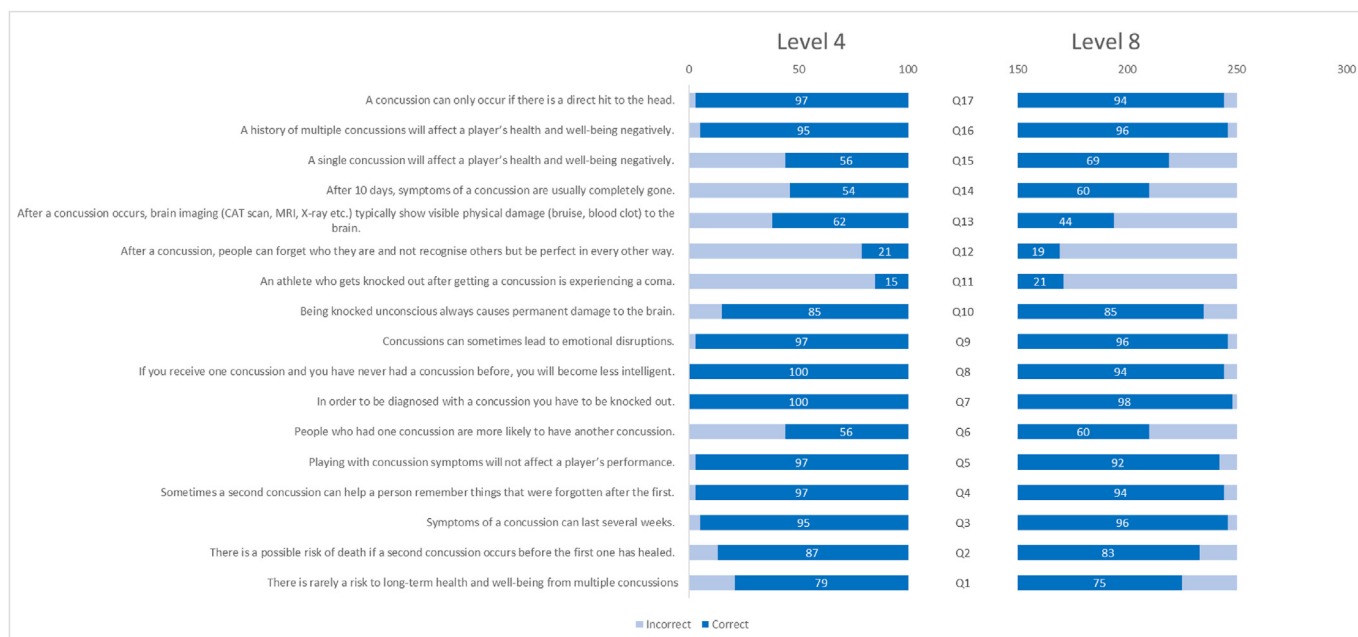 Level 4 Level 8
0 50 100 150 200 250 300
A concussion can only occur if there is a direct hit to the head. 97 Q17 94
A history of multiple concussions will affect a player's health and well-being negatively. 95 Q16 96
A single concussion will affect a player's health and well-being negatively. 56 Q15 69
After 10 days, symptoms of a concussion are usually completely gone. 54 Q14 60
After a concussion occurs, brain imaging (CAT scan, MRI, X-ray etc.) typically show visible physical damage (bruise, blood clot) to the
brain. 62 Q13 44
After a concussion, people can forget who they are and not recognise others but be perfect in every other way. 21 Q12 19
An athlete who gets knocked out after getting a concussion is experiencing a coma. 15 Q11 21
Being knocked unconscious always causes permanent damage to the brain. 85 Q10 85
Concussions can sometimes lead to emotional disruptions. 97 Q9 96
If you receive one concussion and you have never had a concussion before, you will become less intelligent. 100 Q8 94
In order to be diagnosed with a concussion you have to be knocked out. 100 Q7 98
People who had one concussion are more likely to have another concussion. 56 Q6 60
Playing with concussion symptoms will not affect a player's performance. 97 Q5 92
Sometimes a second concussion can help a person remember things that were forgotten after the first. 97 Q4 94
Symptoms of a concussion can last several weeks. 95 Q3 96
There is a possible risk of death if a second concussion occurs before the first one has healed. 87 Q2 83
There is rarely a risk to long-term health and well-being from multiple concussions 79 Q1 75
Incorrect Correct